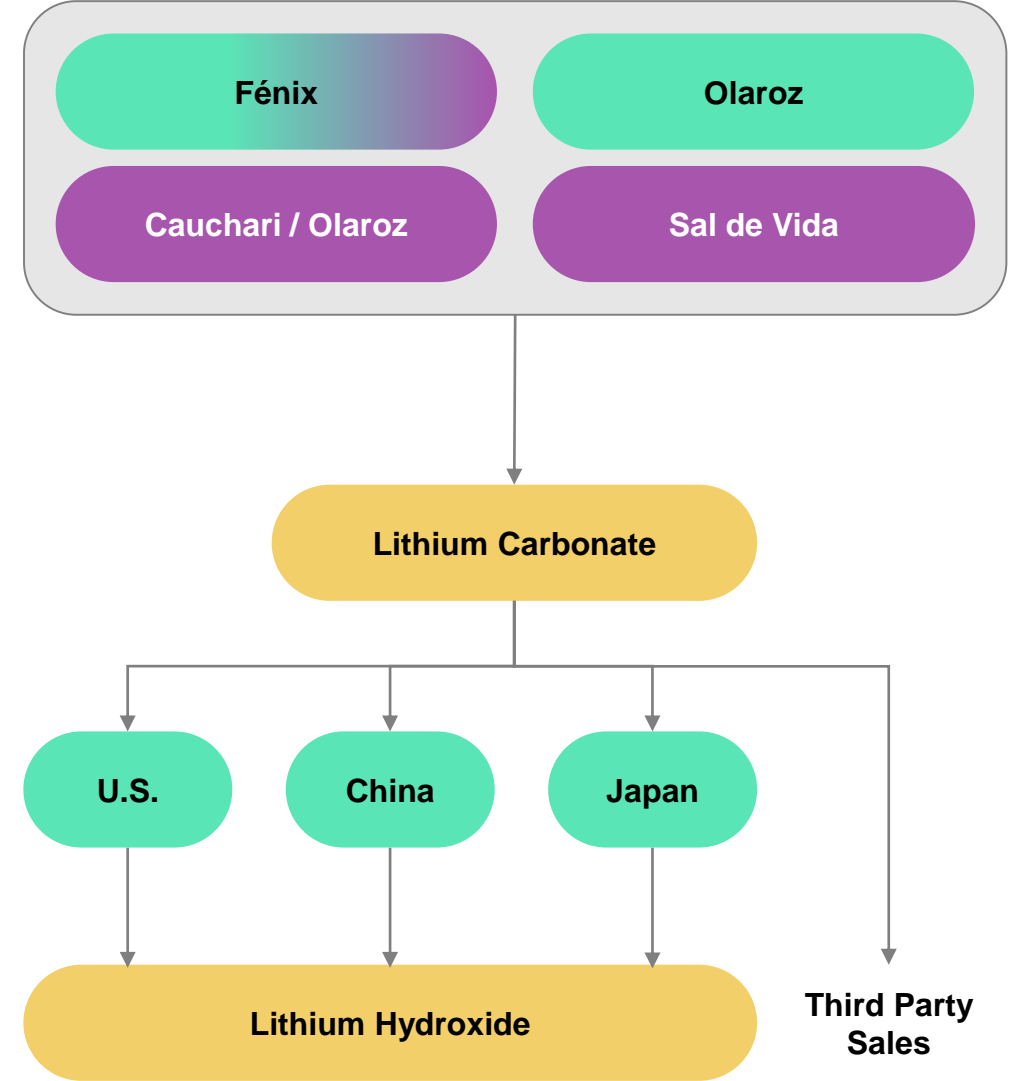 Fénix
Olaroz
Cauchari / Olaroz
Sal de Vida
Lithium Carbonate
U.S.
China
Japan
Lithium Hydroxide
Third Party
Sales